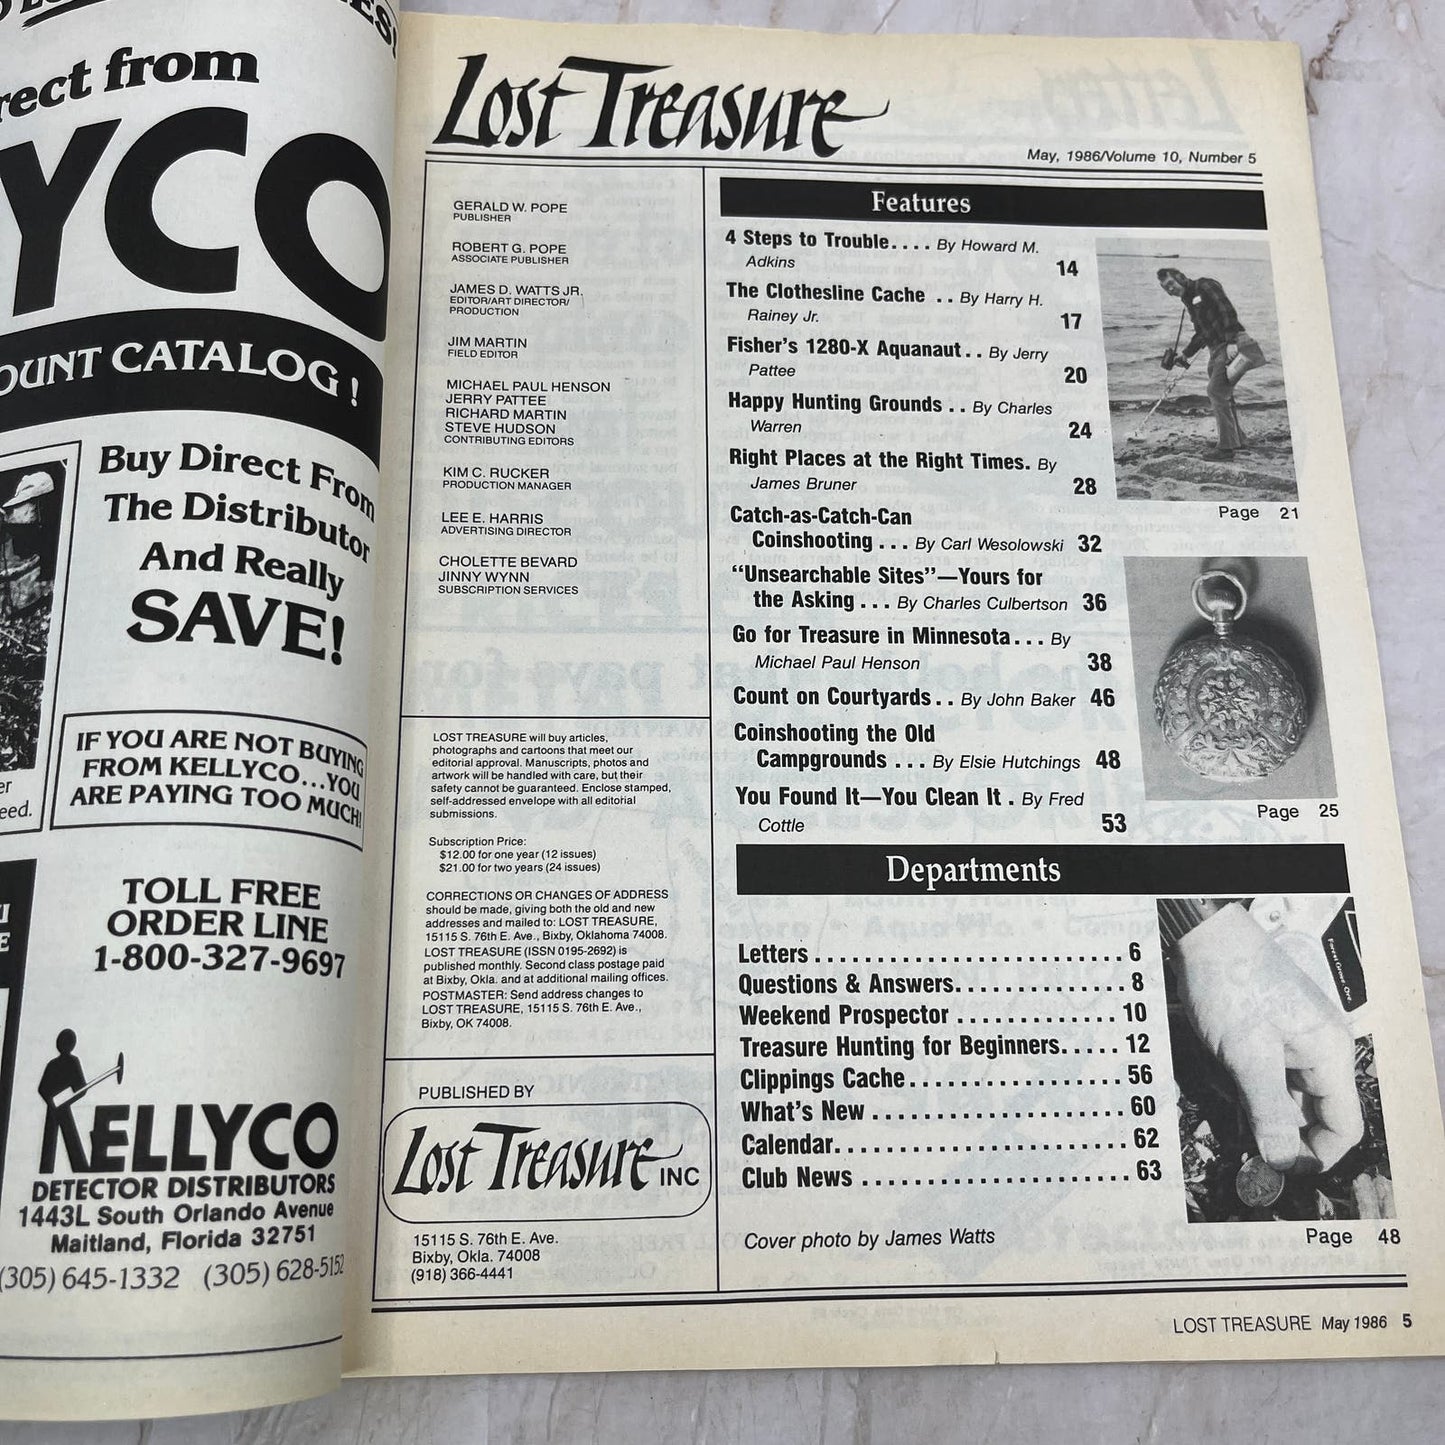 rect from
YCO
OUNT CATALOG !
Buy Direct From
The Distributor
And Really
SAVE!
IF YOU ARE NOT BUYING
FROM KELLYCO...YOU
ARE PAYING TOO MUCH!
eed.
TOLL FREE
ORDER LINE
1-800-327-9697
KELLYCO
DETECTOR DISTRIBUTORS
1443L South Orlando Avenue
Maitland, Florida 32751
(305) 645-1332 (305) 628-5152
Lost Treasure
May, 1986/Volume 10, Number 5
GERALD W. POPE
PUBLISHER
ROBERT G. POPE
ASSOCIATE PUBLISHER
JAMES D. WATTS JR.
EDITOR/ART DIRECTOR/
PRODUCTION
JIM MARTIN
FIELD EDITOR
MICHAEL PAUL HENSON
JERRY PATTEE
RICHARD MARTIN
STEVE HUDSON
CONTRIBUTING EDITORS
KIM C. RUCKER
PRODUCTION MANAGER
LEE E. HARRIS
ADVERTISING DIRECTOR
CHOLETTE BEVARD
JINNY WYNN
SUBSCRIPTION SERVICES
LOST TREASURE will buy articles,
photographs and cartoons that meet our
editorial approval. Manuscripts, photos and
artwork will be handled with care, but their
safety cannot be guaranteed. Enclose stamped,
self-addressed envelope with all editorial
submissions.
Subscription Price:
$12.00 for one year (12 issues)
$21.00 for two years (24 issues)
CORRECTIONS OR CHANGES OF ADDRESS
should be made, giving both the old and new
addresses and mailed to: LOST TREASURE,
15115 S. 76th E. Ave., Bixby, Oklahoma 74008.
LOST TREASURE (ISSN 0195-2692) is
published monthly. Second class postage paid
at Bixby, Okla. and at additional mailing offices.
POSTMASTER: Send address changes to
LOST TREASURE, 15115 S. 76th E. Ave.,
Bixby, OK 74008.
PUBLISHED BY
Lost Treasure INC
15115 S. 76th E. Ave.
Bixby, Okla. 74008
(918) 366-4441
Features
4 Steps to Trouble.... By Howard M.
Adkins 14
The Clothesline Cache .. By Harry H.
Rainey Jr. 17
Fisher's 1280-X Aquanaut.. By Jerry
Pattee 20
Happy Hunting Grounds .. By Charles
Warren 24
Right Places at the Right Times. By
James Bruner 28
Catch-as-Catch-Can
Coinshooting ... By Carl Wesolowski 32
"Unsearchable Sites"—Yours for
the Asking ... By Charles Culbertson 36
Go for Treasure in Minnesota... By
Michael Paul Henson 38
Count on Courtyards.. By John Baker 46
Coinshooting the Old
Campgrounds ... By Elsie Hutchings 48
You Found It—You Clean It . By Fred
Cottle 53
Page 21
Page 25
Departments
Letters........................ 6
Questions & Answers.............. 8
Weekend Prospector ............. 10
Treasure Hunting for Beginners..... 12
Clippings Cache................... 56
What's New ...................... 60
Calendar......................... 62
Club News ....................... 63
Forest Grove, Ore.
Page 48
Cover photo by James Watts
LOST TREASURE May 1986 5